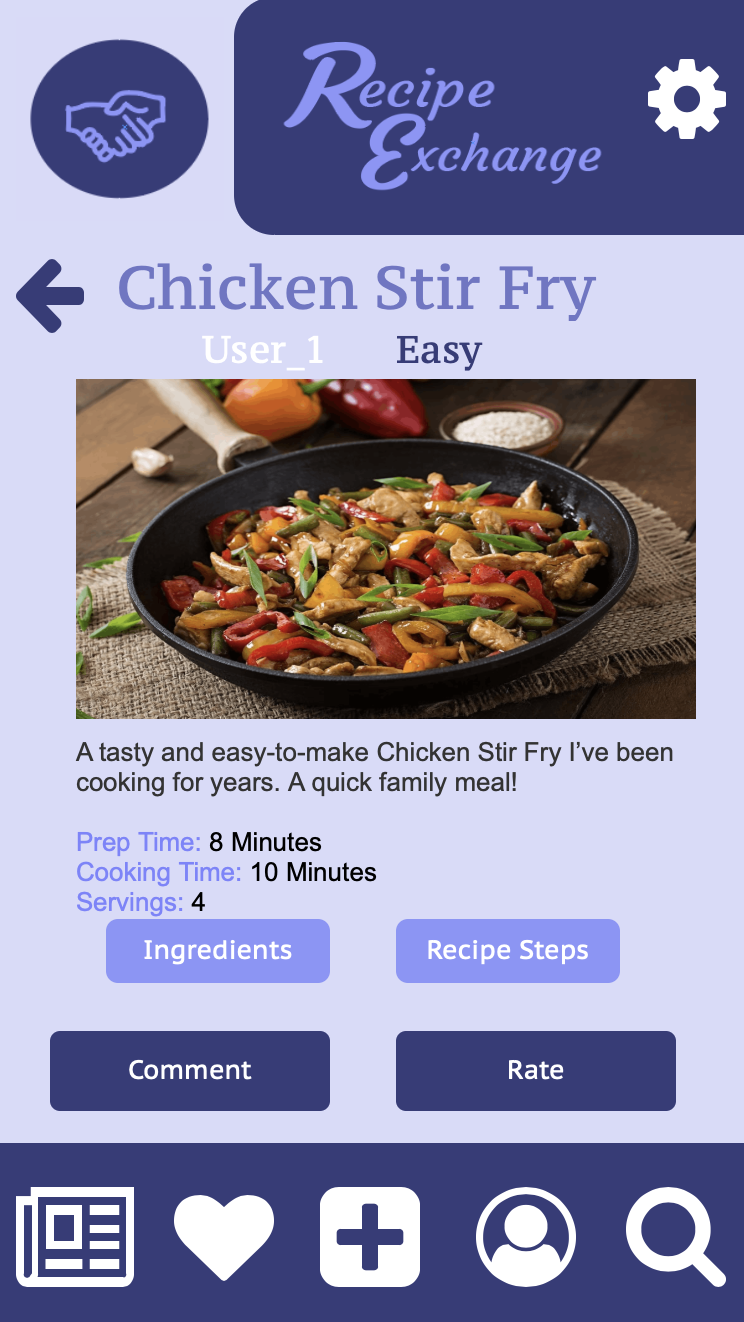 Recipe
Exchange
Chicken Stir Fry
User_1 Easy
A tasty and easy-to-make Chicken Stir Fry I’ve been
cooking for years. A quick family meal!
Prep Time: 8 Minutes
Cooking Time: 10 Minutes
Servings: 4
Ingredients Recipe Steps
Comment Rate